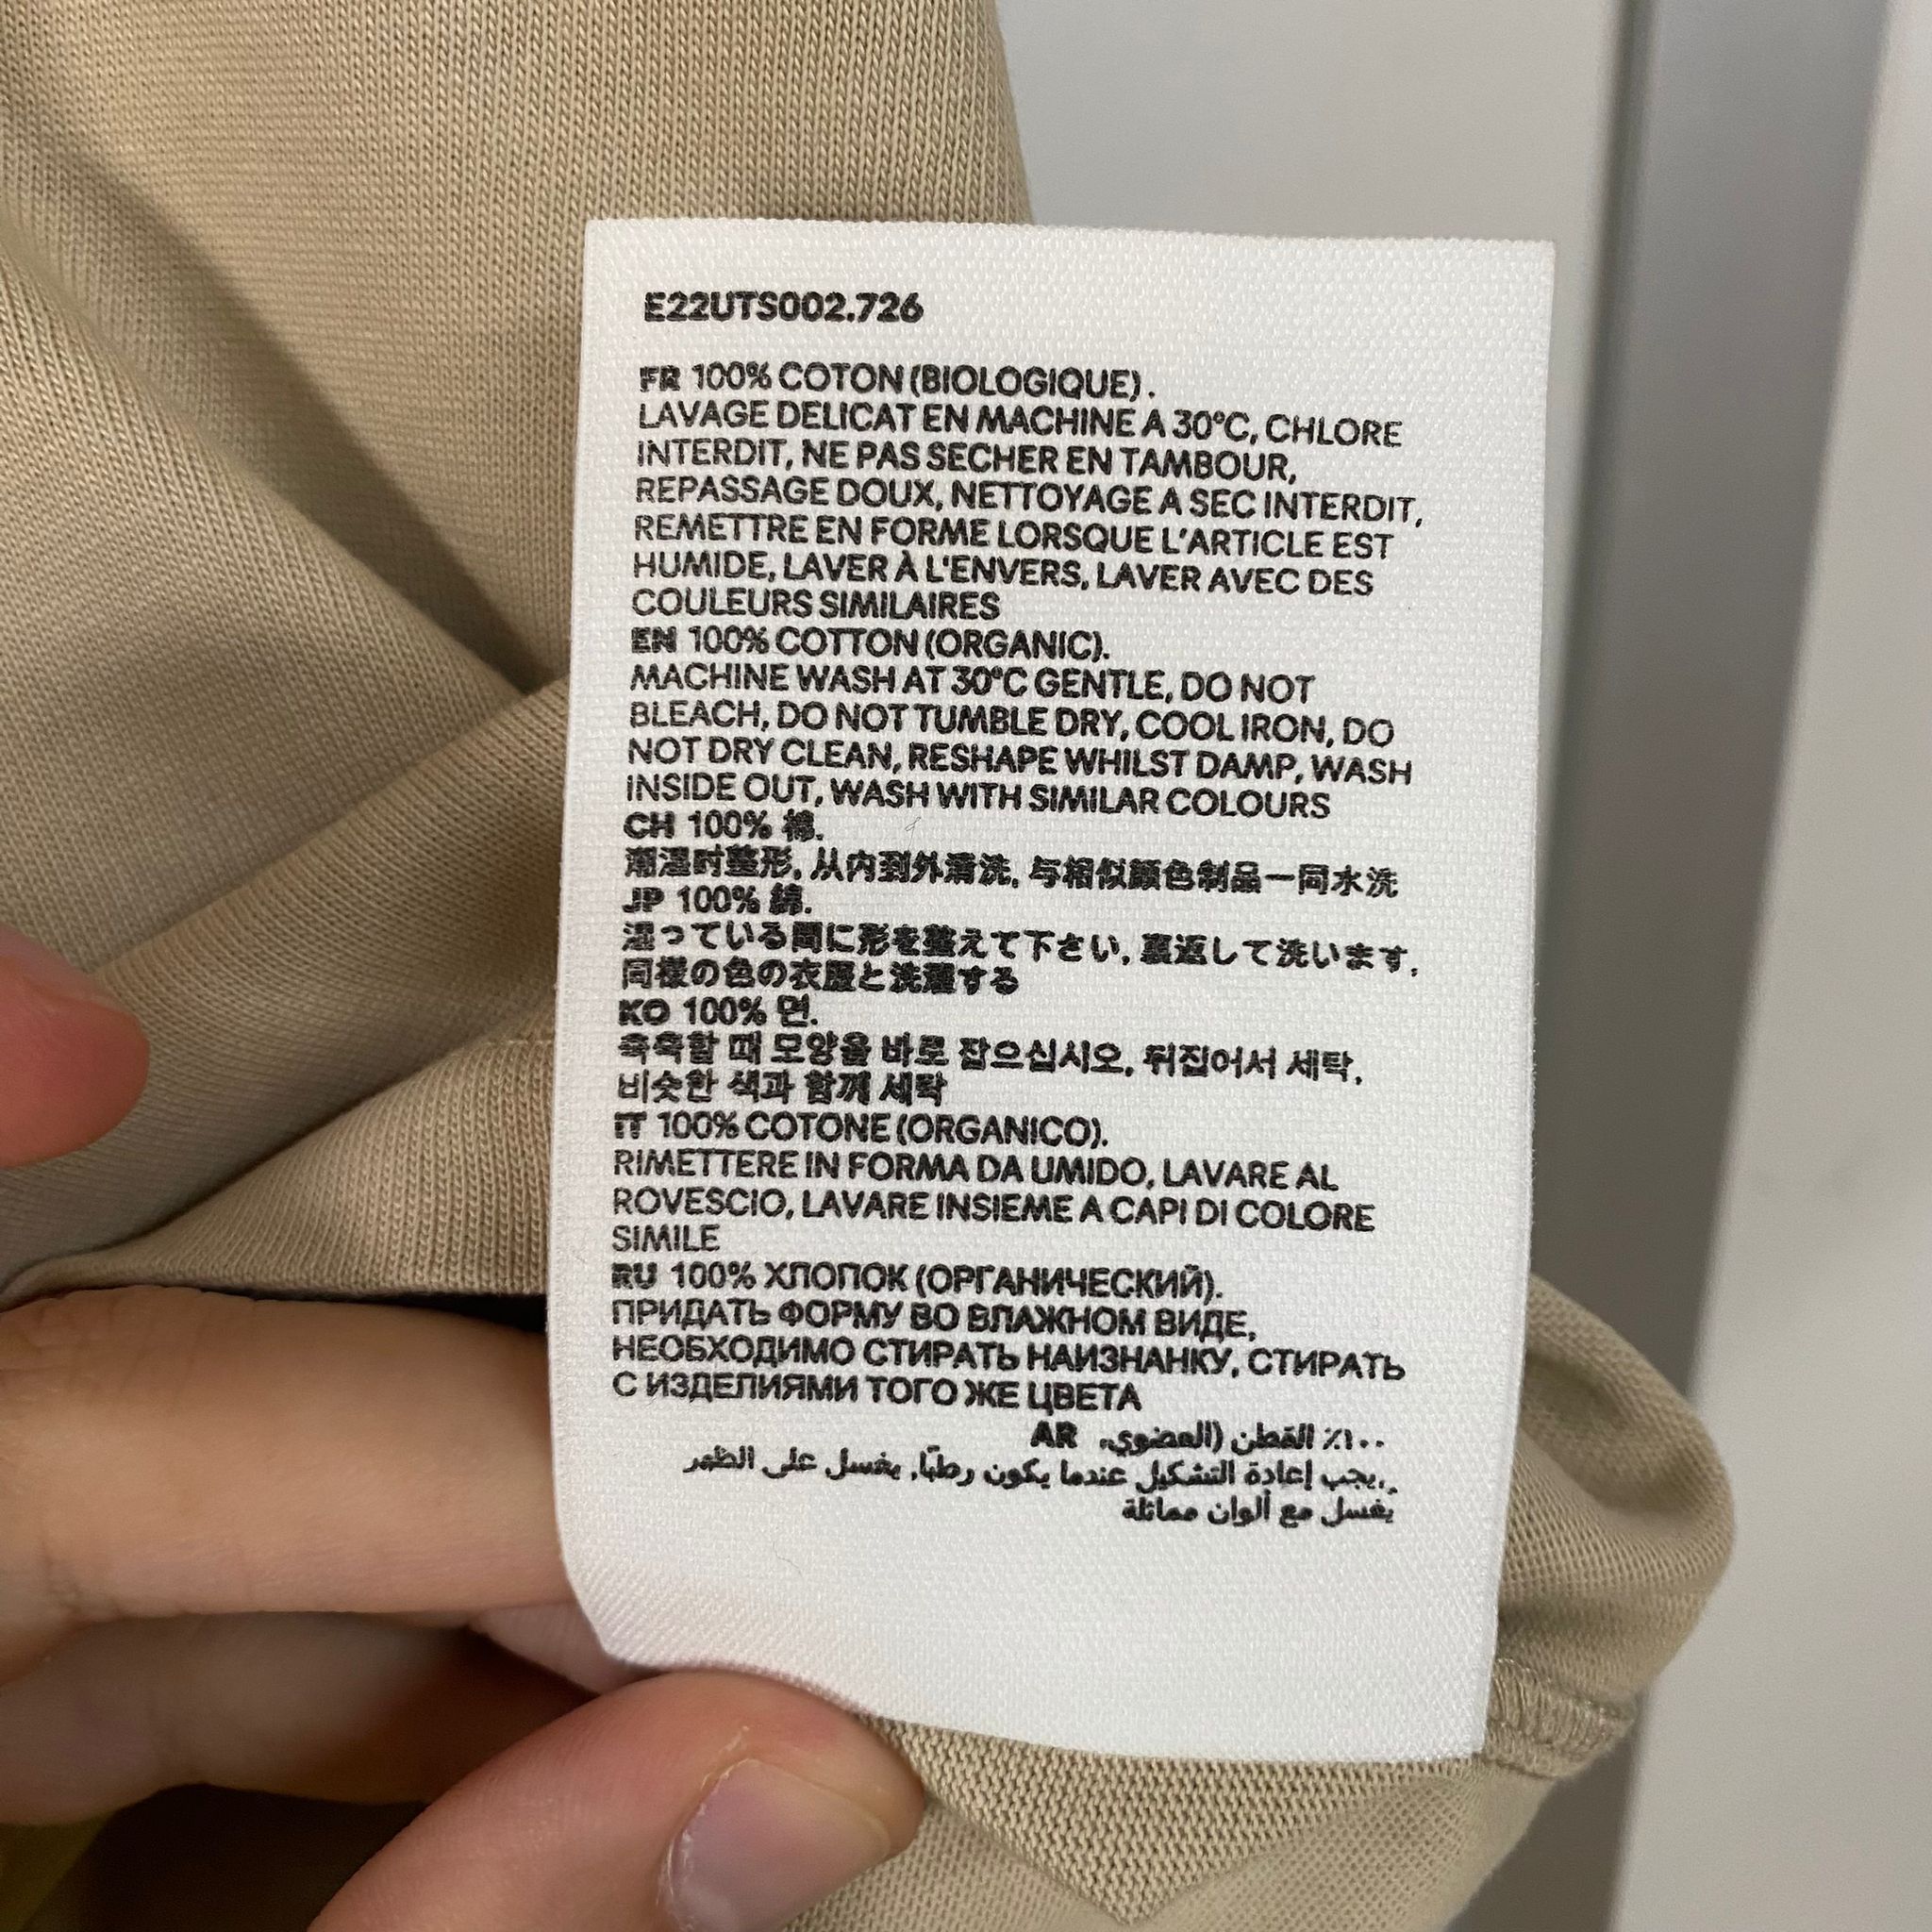 E22UTS002.726
FR 100% COTON (BIOLOGIQUE).
LAVAGE DELICAT EN MACHINE A 30°C, CHLORE
INTERDIT, NE PAS SECHER EN TAMBOUR,
REPASSAGE DOUX, NETTOYAGE A SEC INTERDIT,
REMETTRE EN FORME LORSQUE L'ARTICLE EST
HUMIDE, LAVER À L'ENVERS, LAVER AVEC DES
COULEURS SIMILAIRES
EN 100% COTTON (ORGANIC).
MACHINE WASH AT 30°C GENTLE, DO NOT
BLEACH, DO NOT TUMBLE DRY, COOL IRON, DO
NOT DRY CLEAN, RESHAPE WHILST DAMP, WASH
INSIDE OUT, WASH WITH SIMILAR COLOURS
CH 100% 棉.
潮湿时整形, 从内到外清洗, 与相似颜色制品一同水洗
JP 100% 綿.
湿っている間に形を整えて下さい, 裏返して洗います,
同様の色の衣服と洗濯する
KO 100% 면.
축축할 때 모양을 바로 잡으십시오, 뒤집어서 세탁,
비슷한 색과 함께 세탁
IT 100% COTONE (ORGANICO).
RIMETTERE IN FORMA DA UMIDO, LAVARE AL
ROVESCIO, LAVARE INSIEME A CAPI DI COLORE
SIMILE
RU 100% ХЛОПОК (ОРГАНИЧЕСКИЙ).
ПРИДАТЬ ФОРМУ ВО ВЛАЖНОМ ВИДЕ,
НЕОБХОДИМО СТИРАТЬ НАИЗНАНКУ, СТИРАТЬ
С ИЗДЕЛИЯМИ ТОГО ЖЕ ЦВЕТА
١٠٠٪ القطن (العضوي. AR
.يجب إعادة التشكيل عندما يكون رطبًا, يغسل على الظهر
يغسل مع ألوان مماثلة